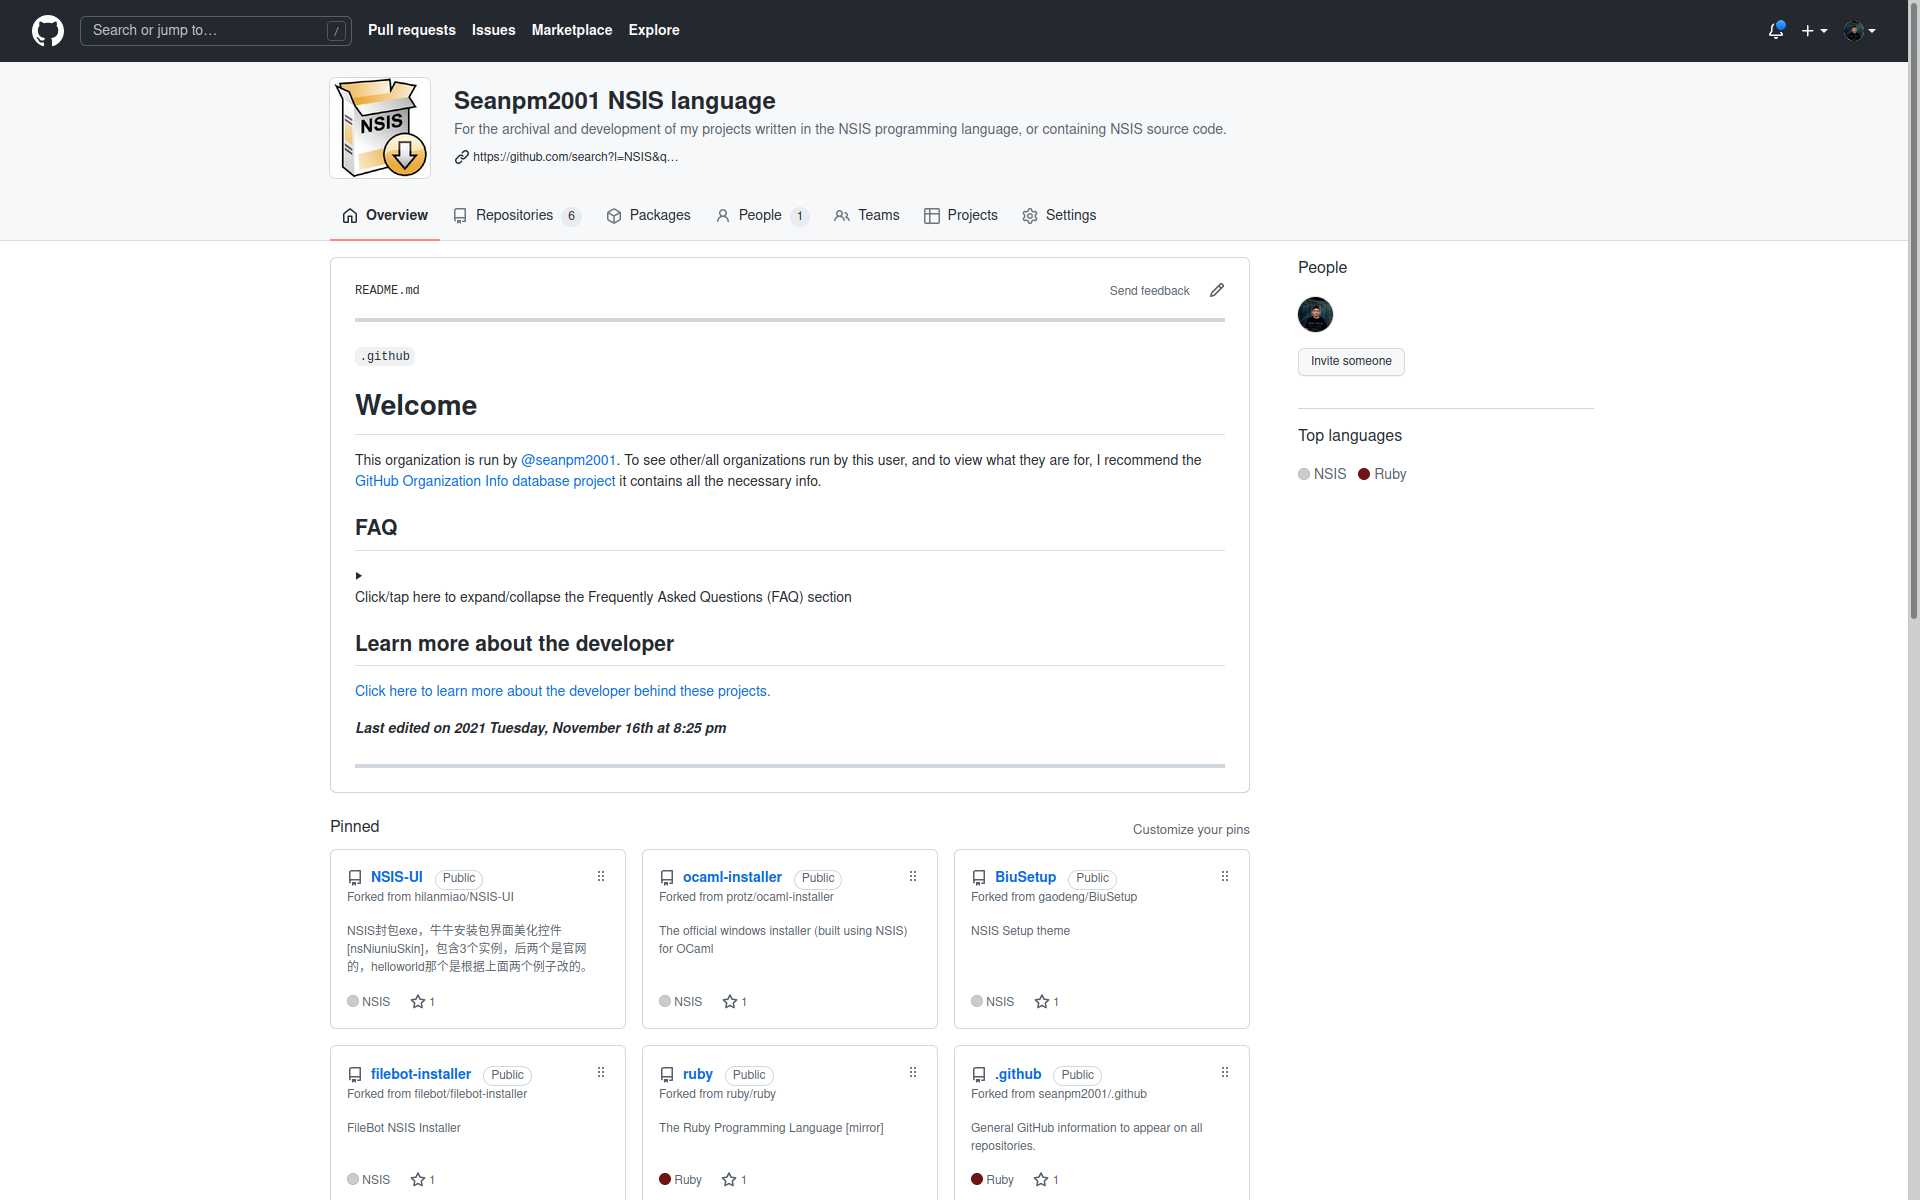 Search or jump to…
/
Pull requests
Issues
Marketplace
Explore
NSIS
Seanpm2001 NSIS language
For the archival and development of my projects written in the NSIS programming language, or containing NSIS source code.
https://github.com/search?l=NSIS&q…
Overview
Repositories 6
Packages
People 1
Teams
Projects
Settings
README.md
Send feedback
.github
Welcome
This organization is run by @seanpm2001. To see other/all organizations run by this user, and to view what they are for, I recommend the
GitHub Organization Info database project it contains all the necessary info.
FAQ
Click/tap here to expand/collapse the Frequently Asked Questions (FAQ) section
Learn more about the developer
Click here to learn more about the developer behind these projects.
Last edited on 2021 Tuesday, November 16th at 8:25 pm
People
Invite someone
Top languages
NSIS
Ruby
Pinned
Customize your pins
NSIS-UI Public
Forked from hilanmiao/NSIS-UI
NSIS封包exe，牛牛安装包界面美化控件
[nsNiuniuSkin]，包含3个实例，后两个是官网
的，helloworld那个是根据上面两个例子改的。
NSIS 1
ocaml-installer Public
Forked from protz/ocaml-installer
The official windows installer (built using NSIS)
for OCaml
NSIS 1
BiuSetup Public
Forked from gaodeng/BiuSetup
NSIS Setup theme
NSIS 1
filebot-installer Public
Forked from filebot/filebot-installer
FileBot NSIS Installer
NSIS 1
ruby Public
Forked from ruby/ruby
The Ruby Programming Language [mirror]
Ruby 1
.github Public
Forked from seanpm2001/.github
General GitHub information to appear on all
repositories.
Ruby 1